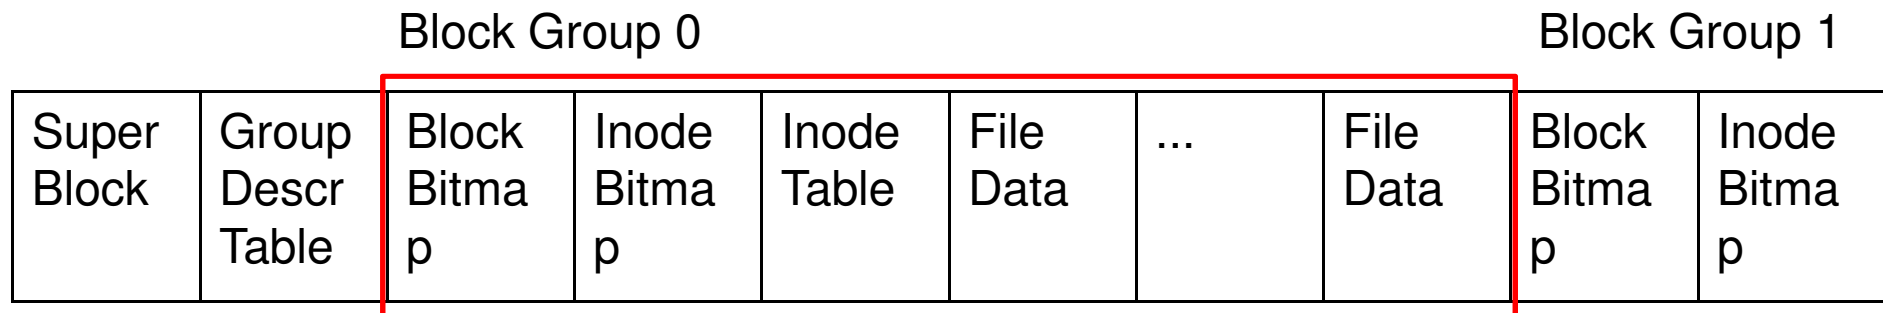 Block Group 0
Block Group 1
Super
Block
Group
Descr
Table
Block
Bitma
p
Inode
Bitma
p
Inode
Table
File
Data
...
File
Data
Block
Bitma
p
Inode
Bitma
p